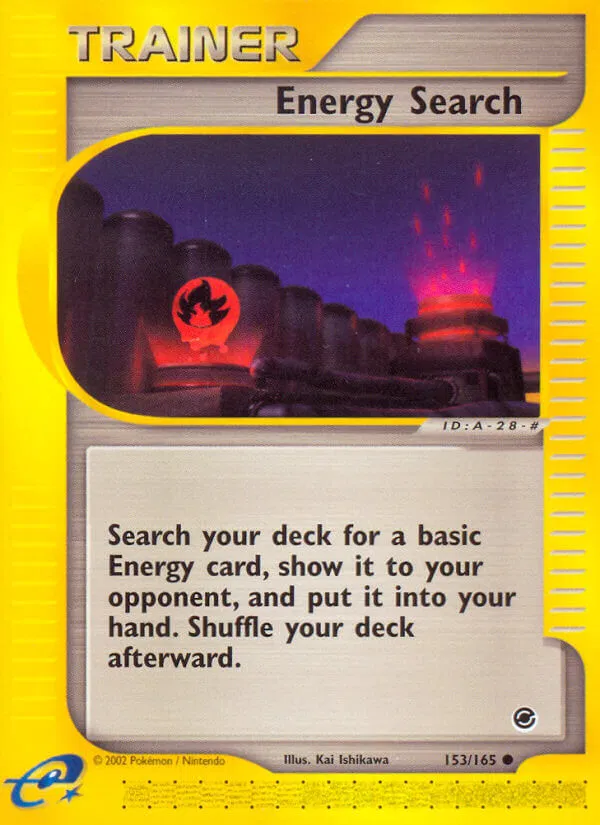 TRAINER
Energy Search
ID:A-28-#
Search your deck for a basic
Energy card, show it to your
opponent, and put it into your
hand. Shuffle your deck
afterward.
© 2002 Pokémon / Nintendo
Illus. Kai Ishikawa
153/165 ●
e